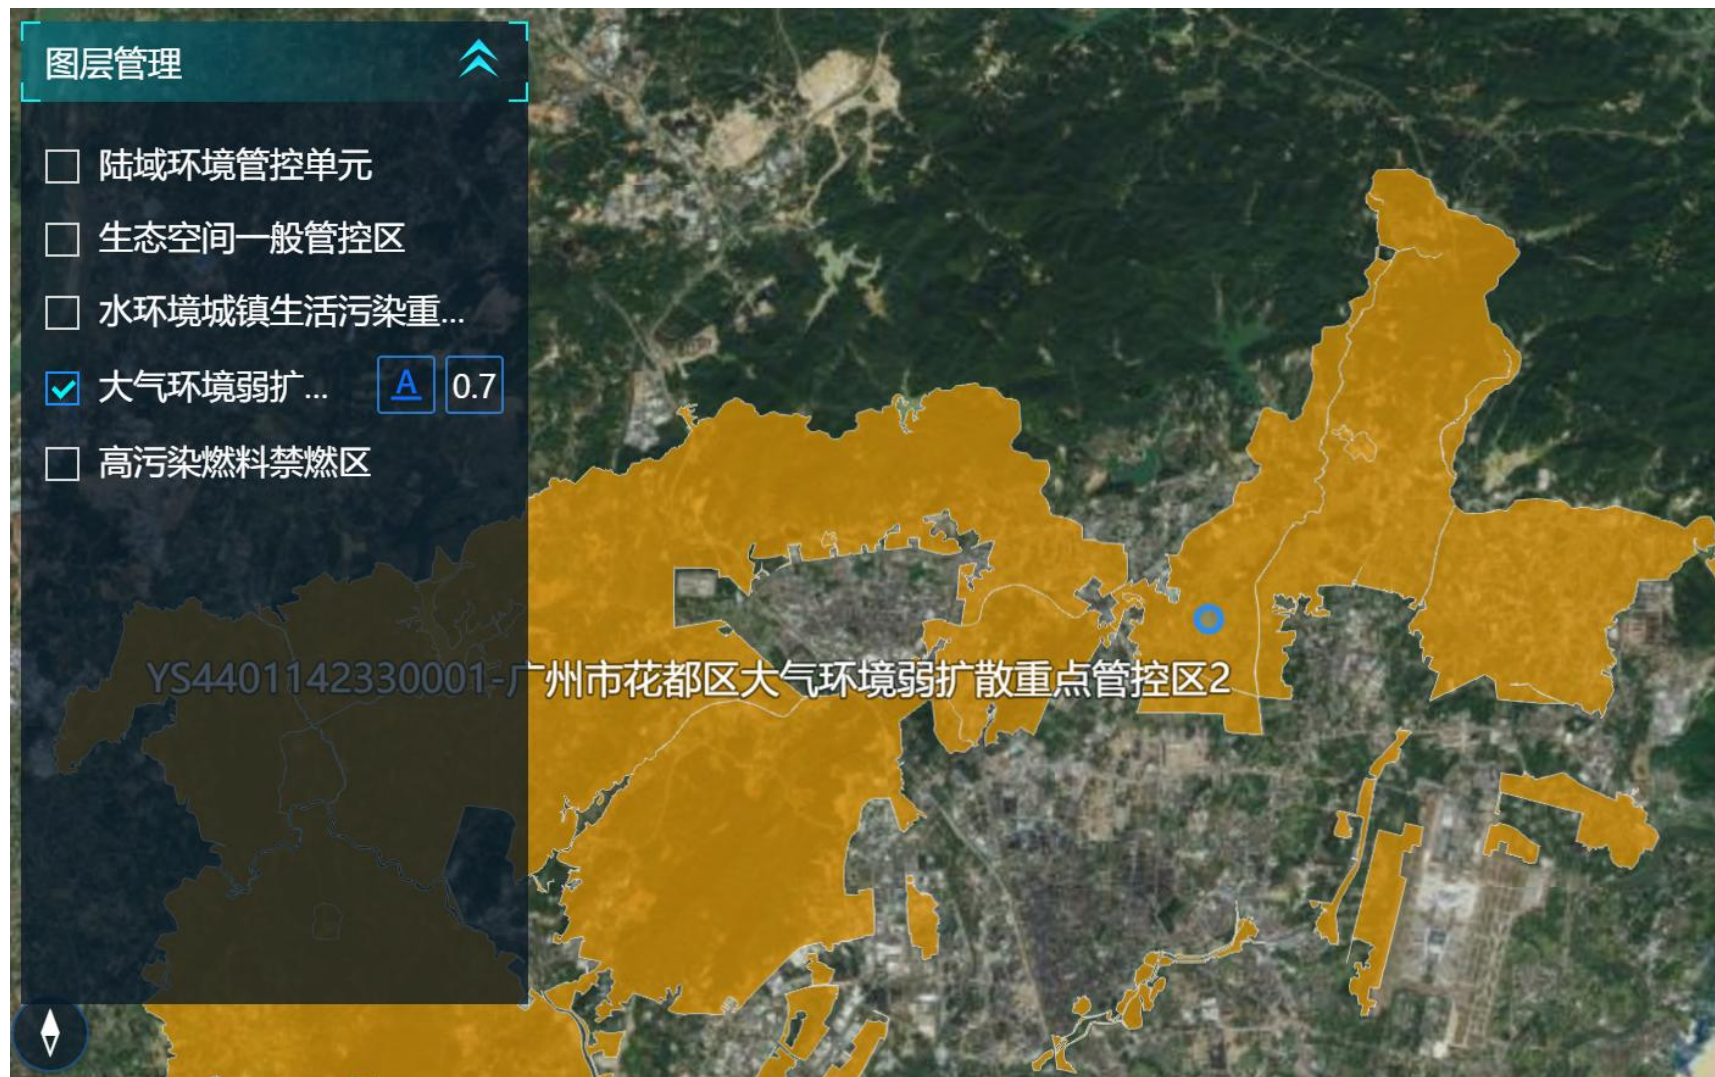 图层管理
陆域环境管控单元
生态空间一般管控区
水环境城镇生活污染重...
大气环境弱扩... A 0.7
高污染燃料禁燃区
YS4401142330001-广州市花都区大气环境弱扩散重点管控区2